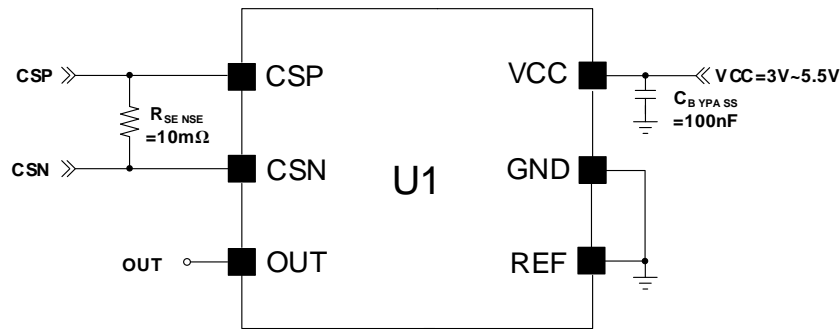 CSP
CSP
VCC
VCC=3V~5.5V
RSENSE
=10mΩ
CBYPASS
=100nF
CSN
CSN
U1
GND
OUT
OUT
REF